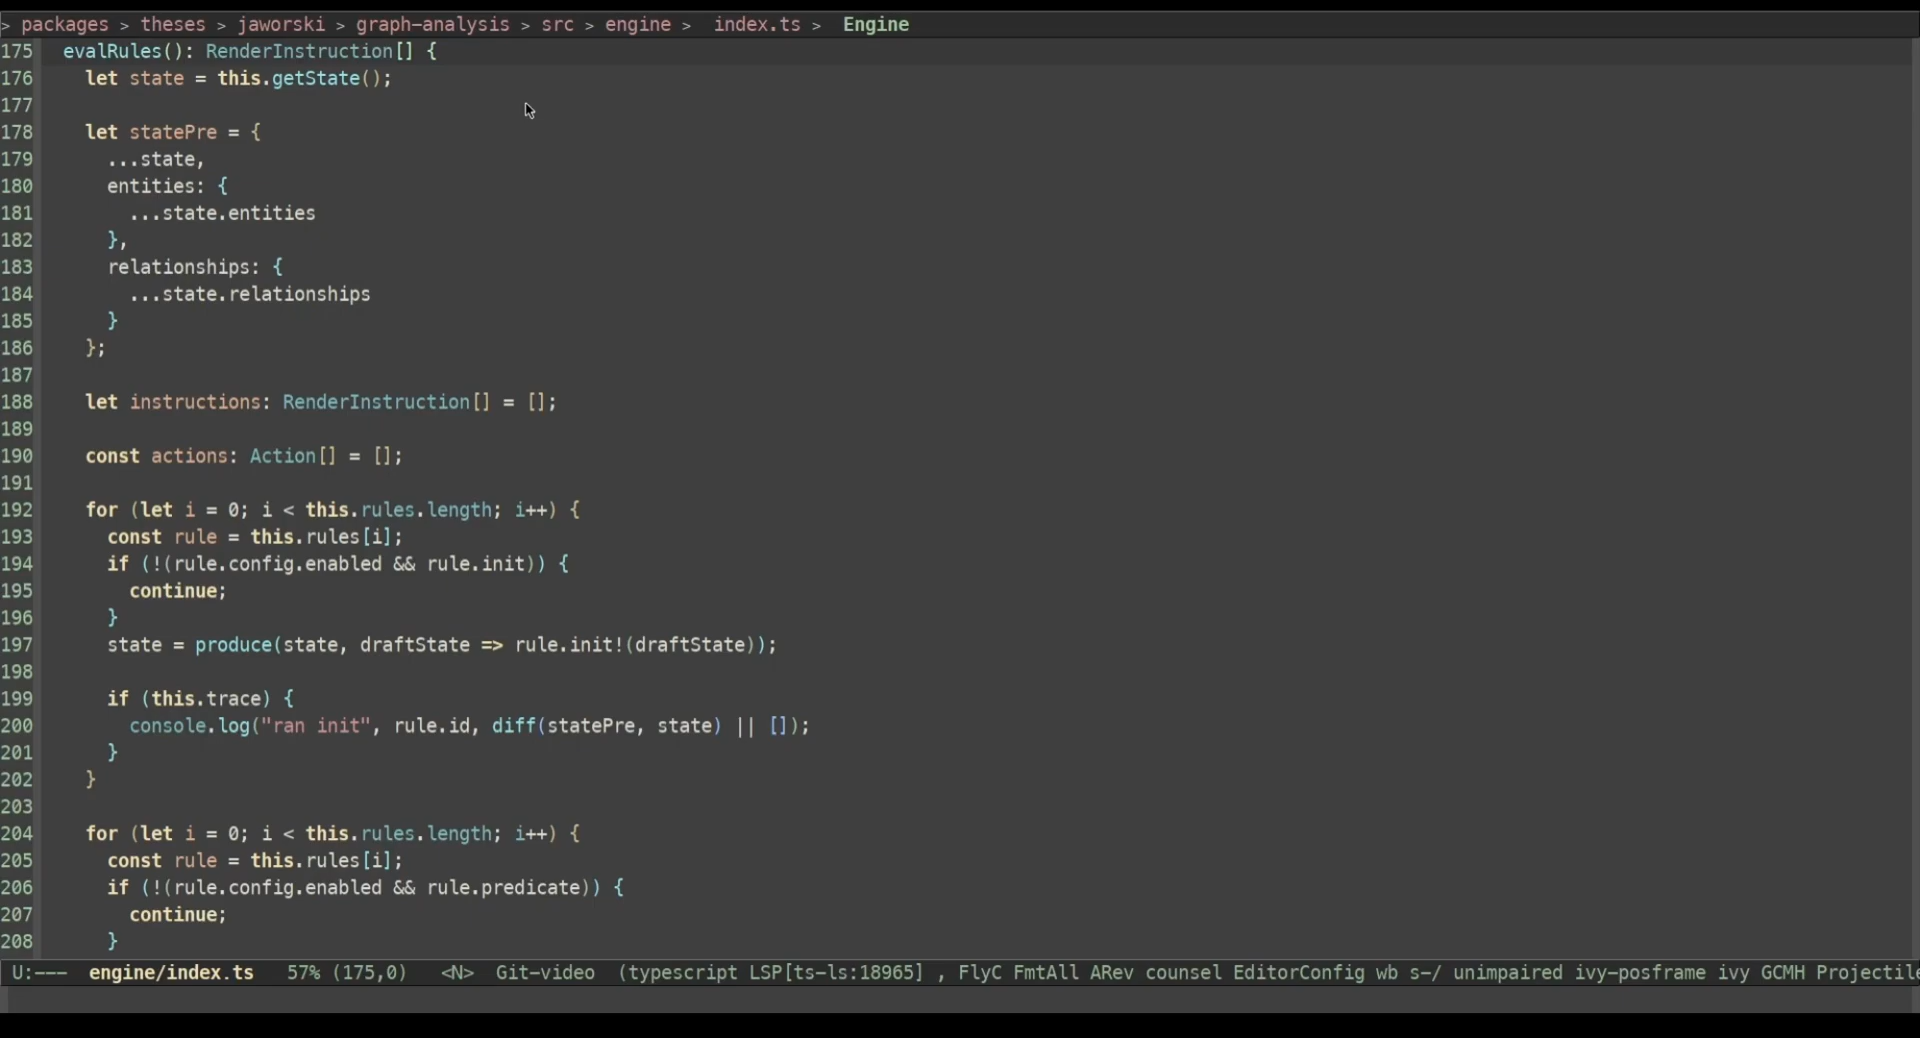 > packages > theses > jaworski > graph-analysis > src > engine > index.ts > Engine
175 evalRules(): RenderInstruction[] {
176 let state = this.getState();
177
178 let statePre = {
179 ...state,
180 entities: {
181 ...state.entities
182 },
183 relationships: {
184 ...state.relationships
185 }
186 };
187
188 let instructions: RenderInstruction[] = [];
189
190 const actions: Action[] = [];
191
192 for (let i = 0; i < this.rules.length; i++) {
193 const rule = this.rules[i];
194 if (!(rule.config.enabled && rule.init)) {
195 continue;
196 }
197 state = produce(state, draftState => rule.init!(draftState));
198
199 if (this.trace) {
200 console.log("ran init", rule.id, diff(statePre, state) || []);
201 }
202 }
203
204 for (let i = 0; i < this.rules.length; i++) {
205 const rule = this.rules[i];
206 if (!(rule.config.enabled && rule.predicate)) {
207 continue;
208 }
U:--- engine/index.ts 57% (175,0) <N> Git-video (typescript LSP[ts-ls:18965] , FlyC FmtAll ARev counsel EditorConfig wb s-/ unimpaired ivy-posframe ivy GCMH Projectile